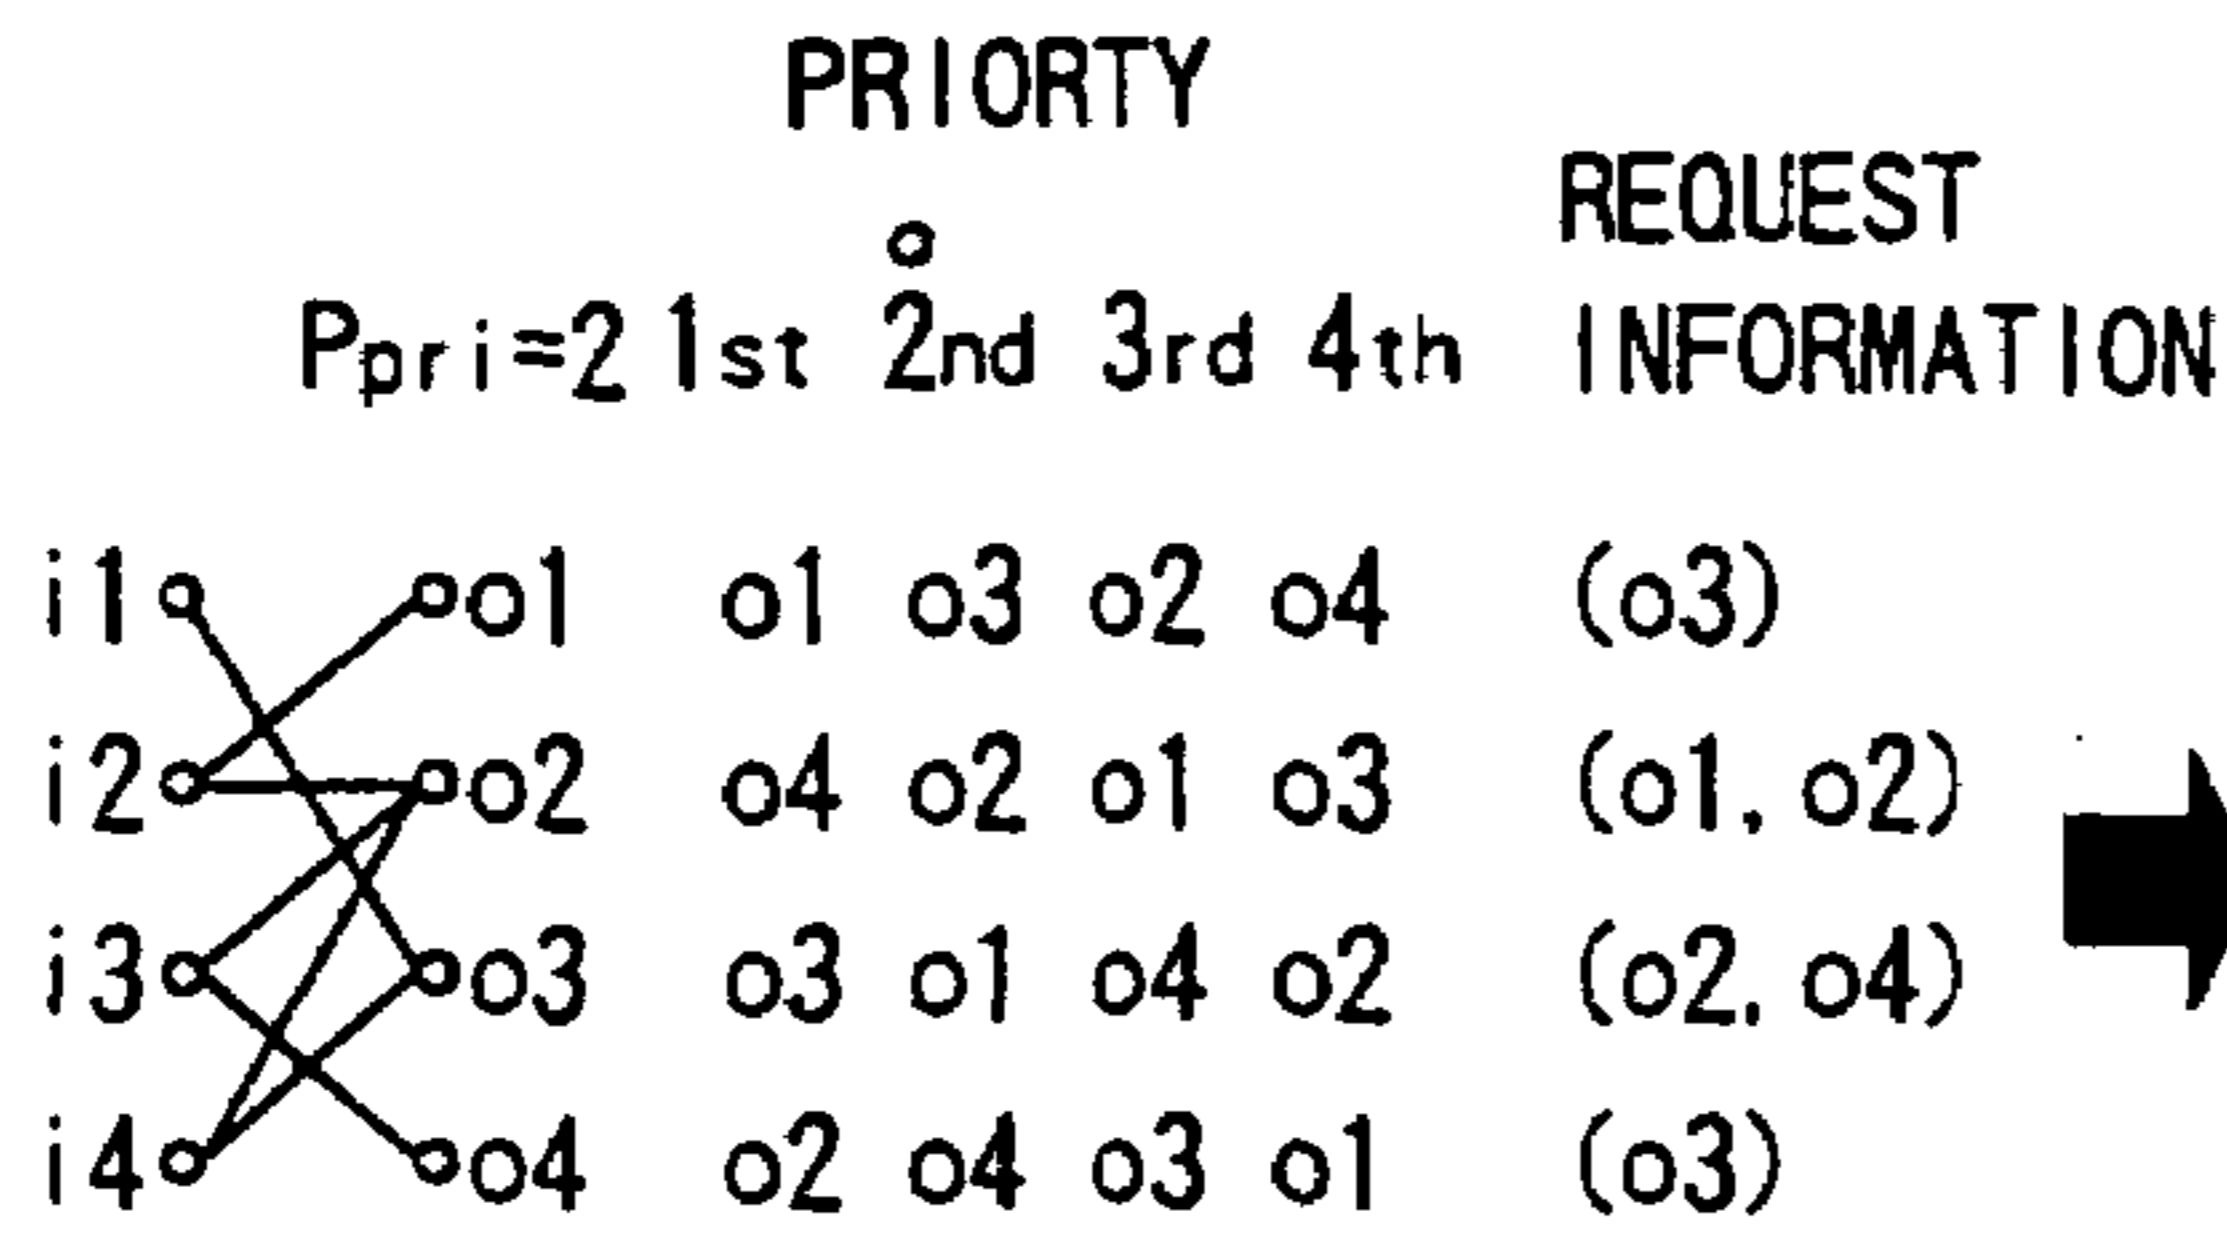 PRIORTY
REQUEST
Ppri=2 1st 2nd 3rd 4th INFORMATION
i1 o1 o1 o3 o2 o4 (o3)
i2 o2 o4 o2 o1 o3 (o1, o2)
i3 o3 o3 o1 o4 o2 (o2, o4)
i4 o4 o2 o4 o3 o1 (o3)